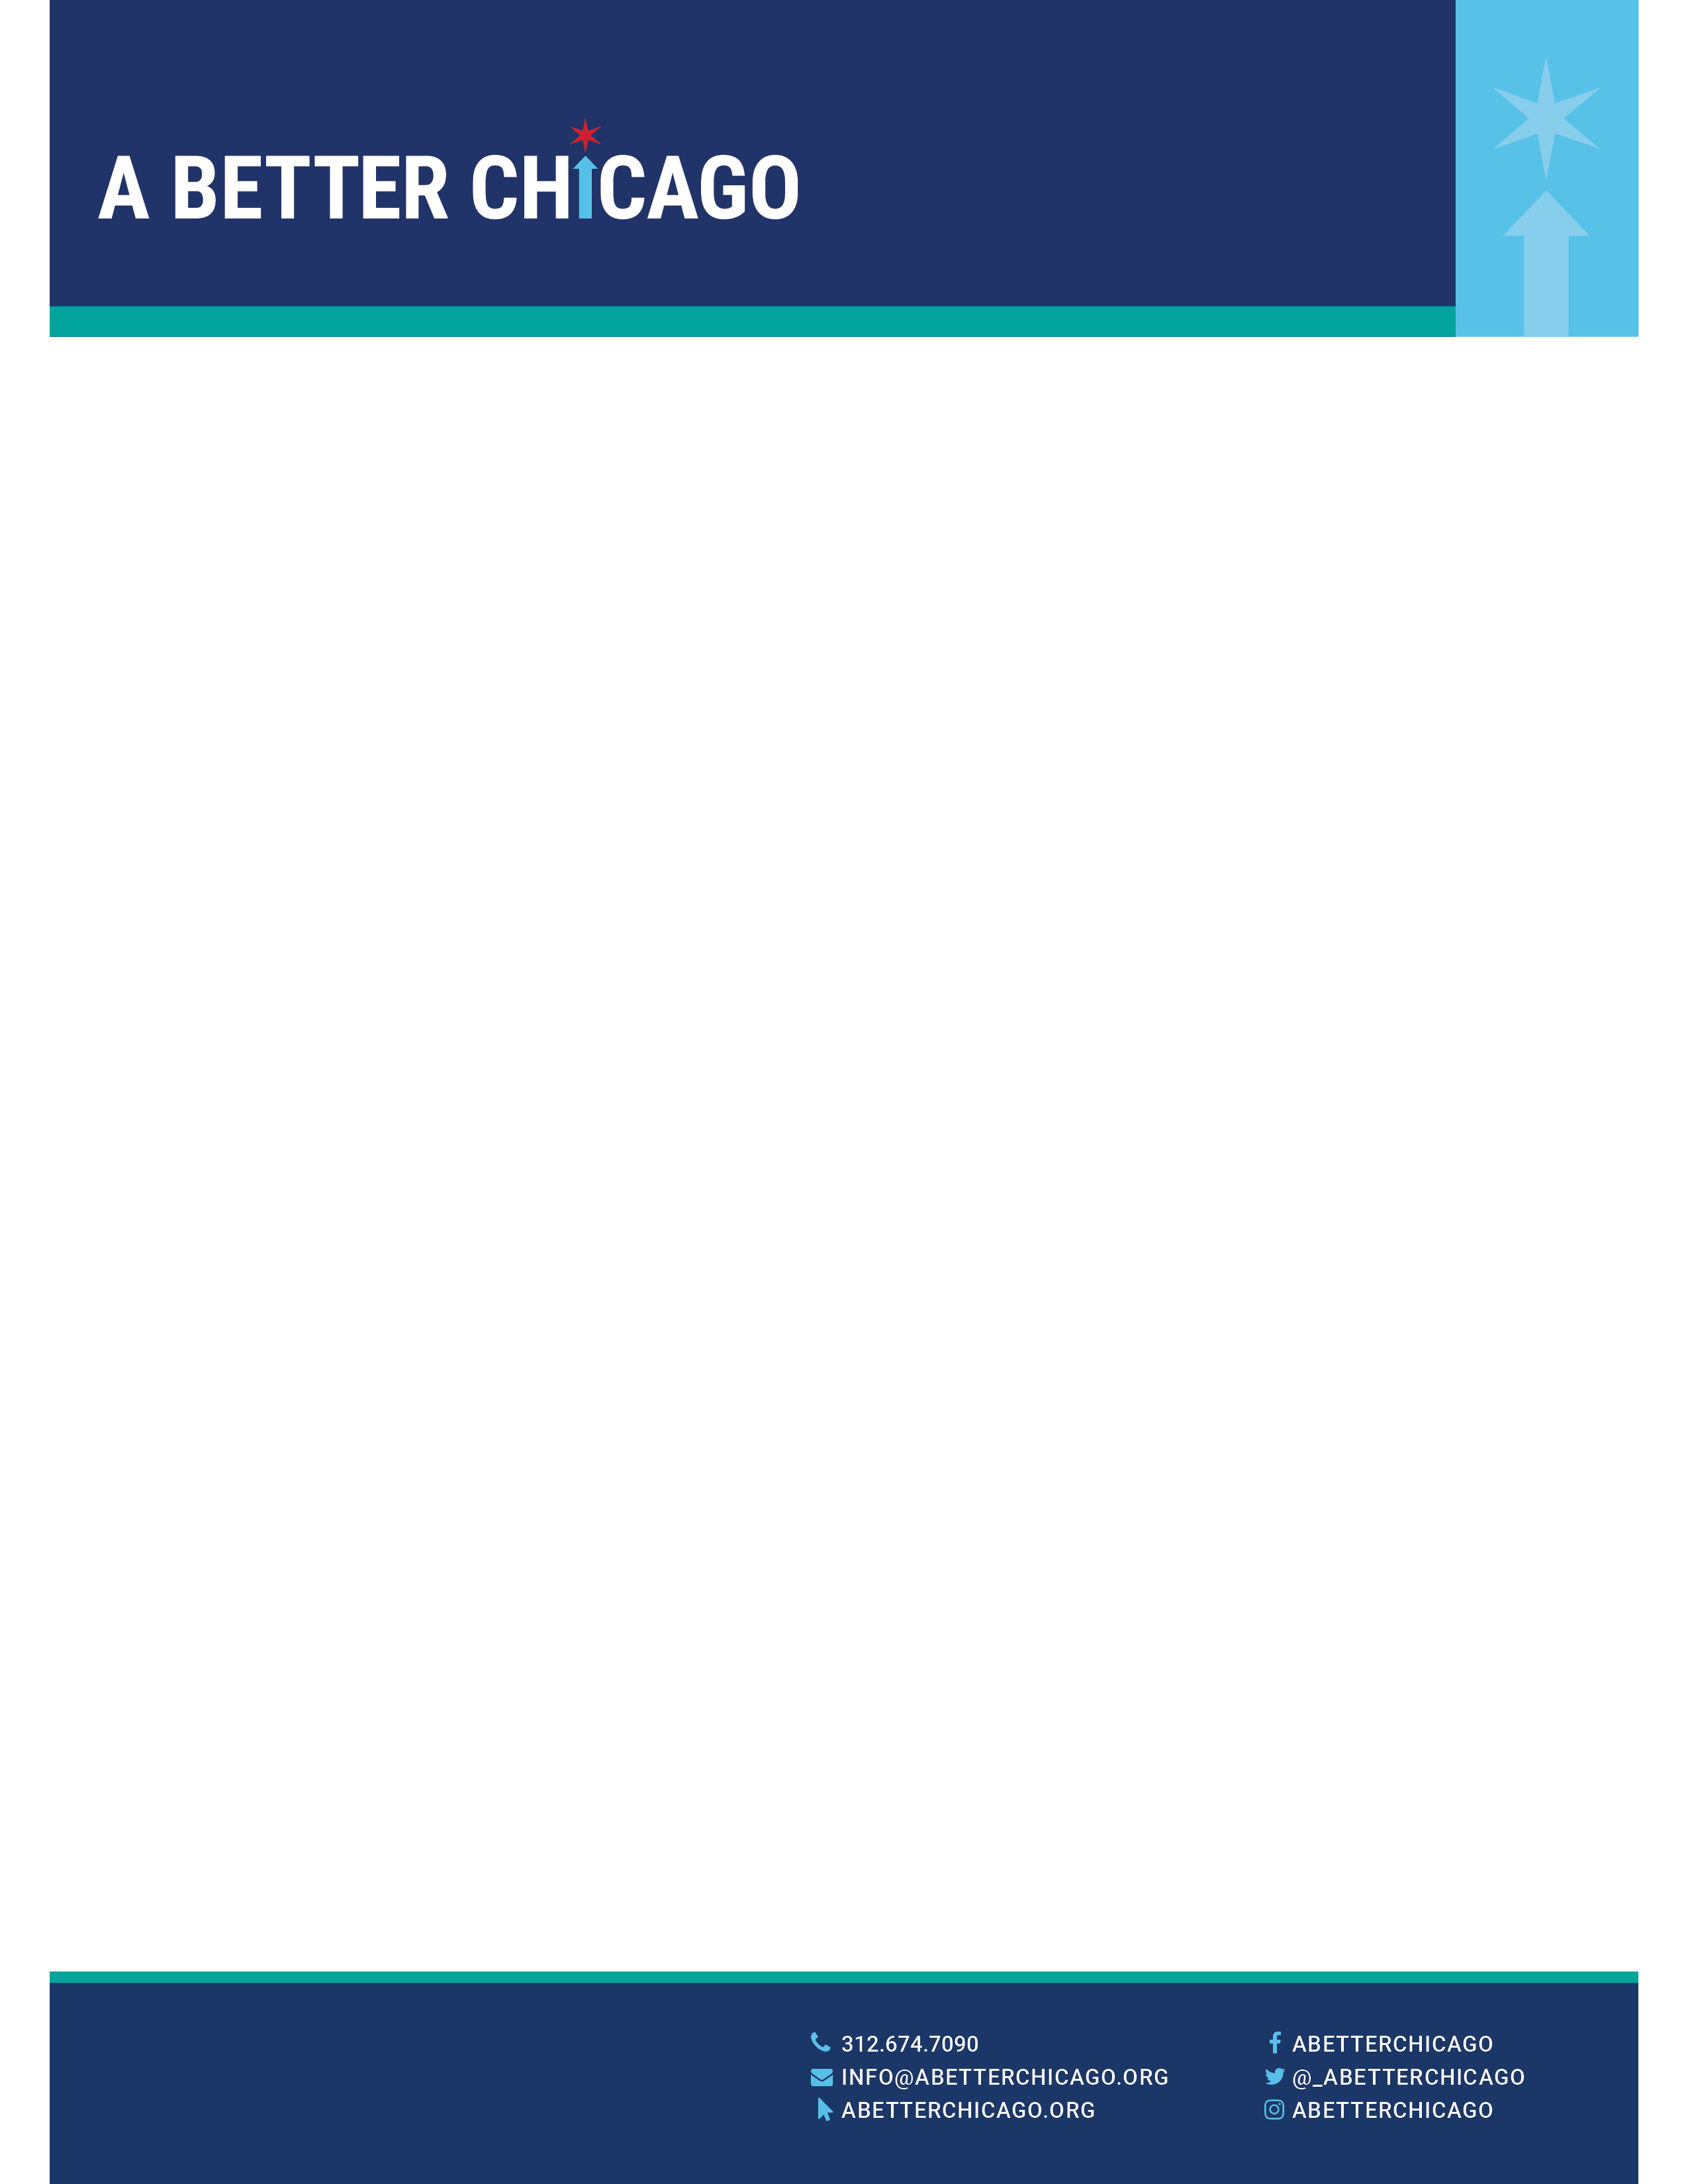 A BETTER CHICAGO
312.674.7090
INFO@ABETTERCHICAGO.ORG
ABETTERCHICAGO.ORG
ABETTERCHICAGO
@_ABETTERCHICAGO
ABETTERCHICAGO